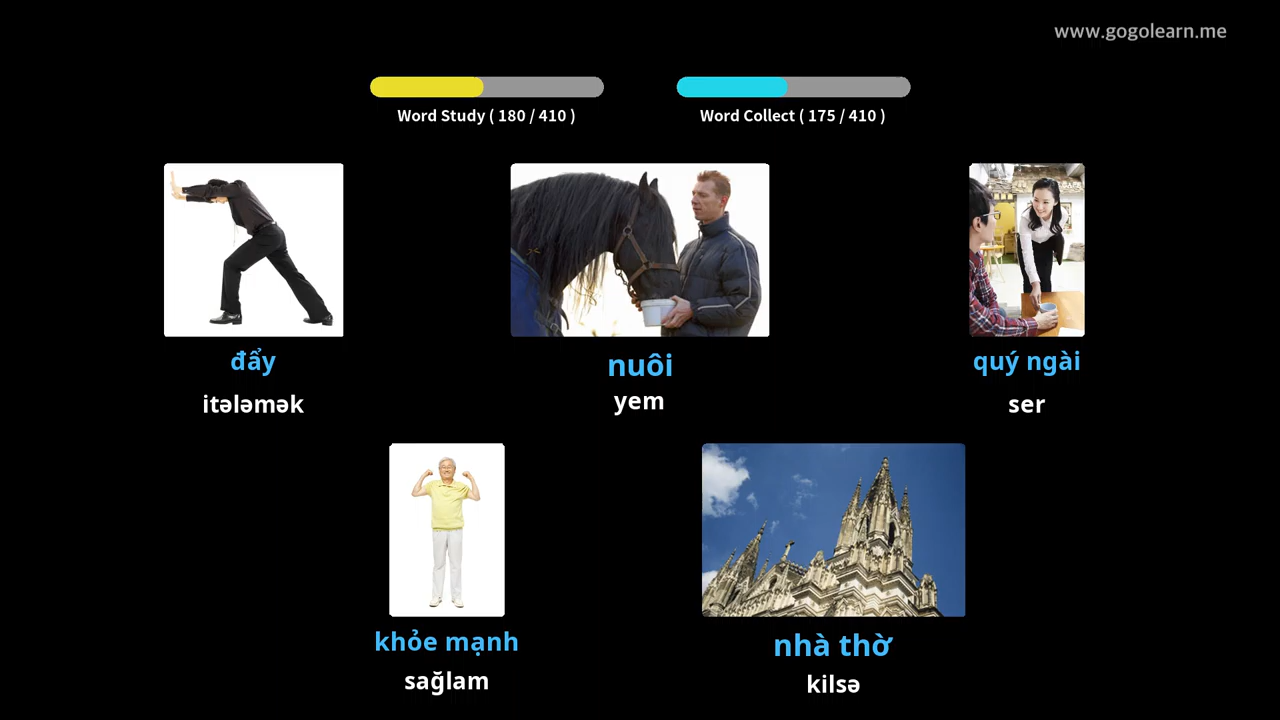 www.gogolearn.me
Word Study ( 180 / 410 )
Word Collect ( 175 / 410 )
đẩy
itələmək
nuôi
yem
quý ngài
ser
khỏe mạnh
sağlam
nhà thờ
kilsə